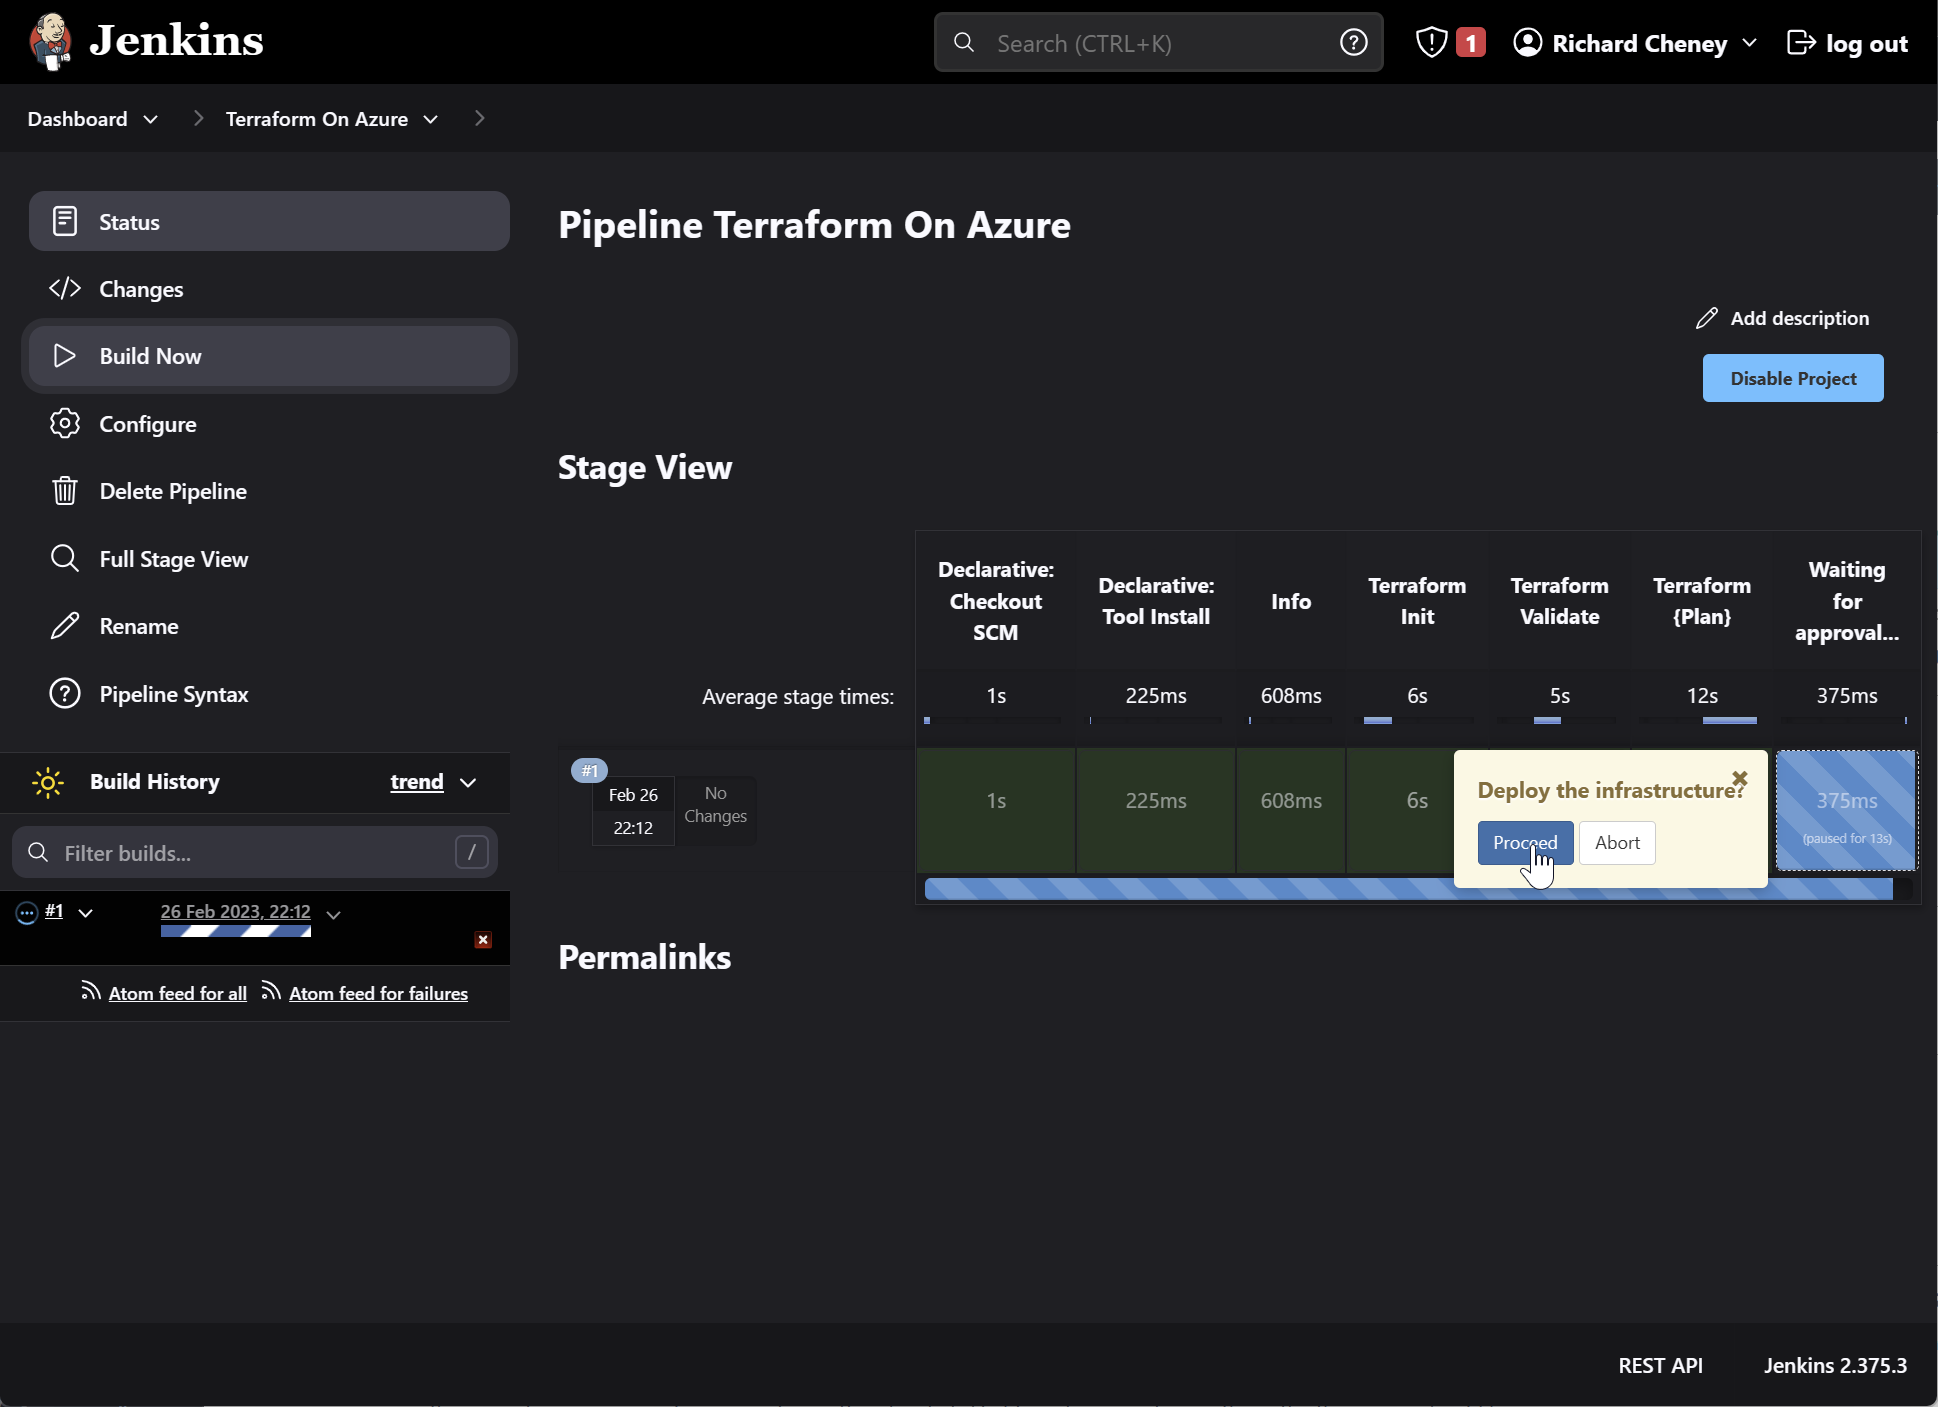 Jenkins
Search (CTRL+K)
1
Richard Cheney
log out
Dashboard
Terraform On Azure
Status
Changes
Build Now
Configure
Delete Pipeline
Full Stage View
Rename
Pipeline Syntax
Build History
trend
Filter builds...
/
#1
26 Feb 2023, 22:12
Atom feed for all
Atom feed for failures
Pipeline Terraform On Azure
Add description
Disable Project
Stage View
Declarative:
Checkout
SCM
Declarative:
Tool Install
Info
Terraform
Init
Terraform
Validate
Terraform
{Plan}
Waiting
for
approval...
Average stage times:
1s
225ms
608ms
6s
5s
12s
375ms
#1
Feb 26
22:12
No
Changes
1s
225ms
608ms
6s
Deploy the infrastructure?
Proceed
Abort
375ms
(paused for 13s)
Permalinks
REST API
Jenkins 2.375.3